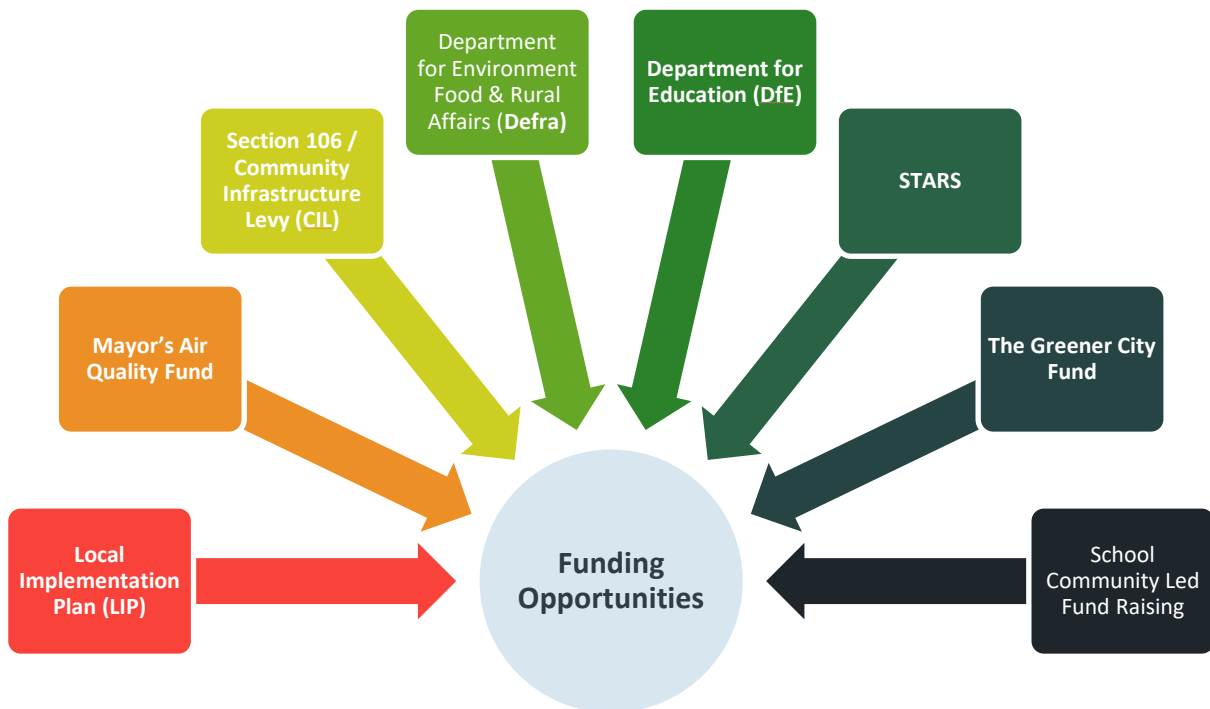 Department
for Environment
Food & Rural
Affairs (Defra)
Department for
Education (DfE)
Section 106 /
Community
Infrastructure
Levy (CIL)
STARS
Mayor's Air
Quality Fund
The Greener City
Fund
Local
Implementation
Plan (LIP)
Funding
Opportunities
School
Community Led
Fund Raising